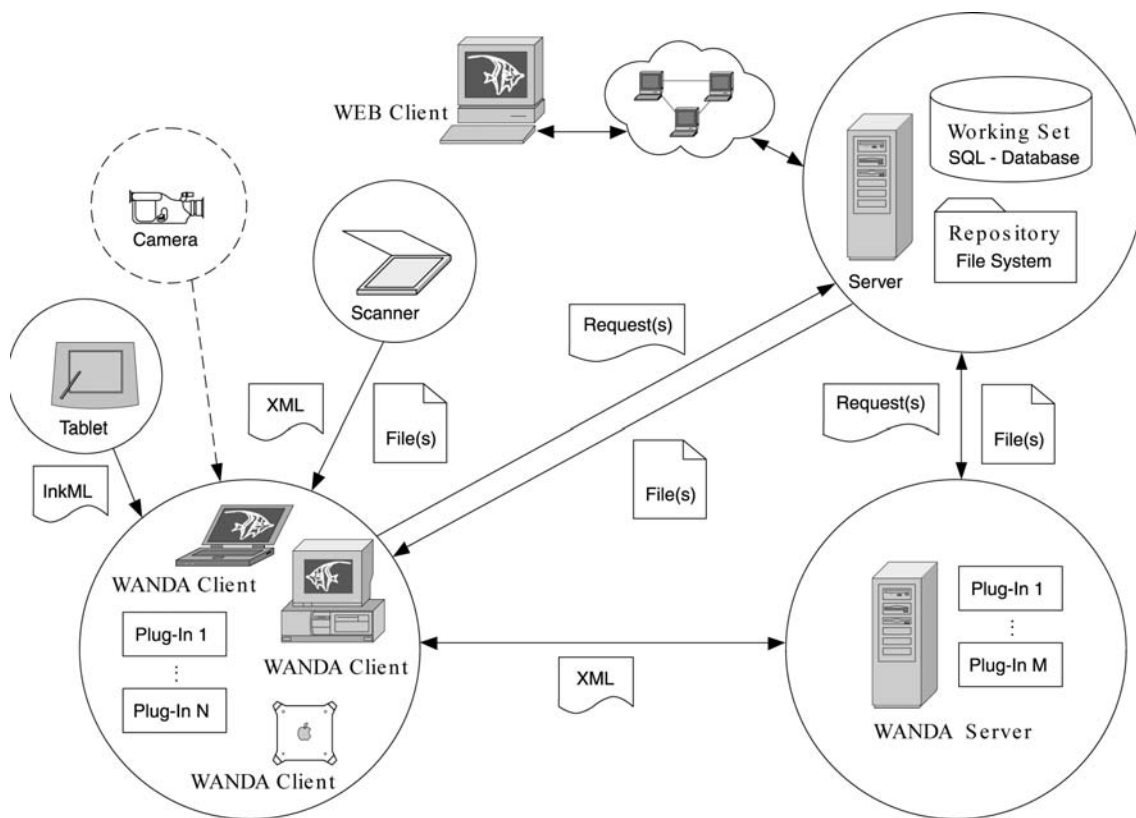 WEB Client
Working Set
SQL - Database
Repository
File System
Server
Camera
Scanner
Tablet
InkML
XML
File(s)
Request(s)
File(s)
Request(s)
File(s)
WANDA Client
Plug-In 1
Plug-In N
WANDA Client
WANDA Client
XML
Plug-In 1
Plug-In M
WANDA Server